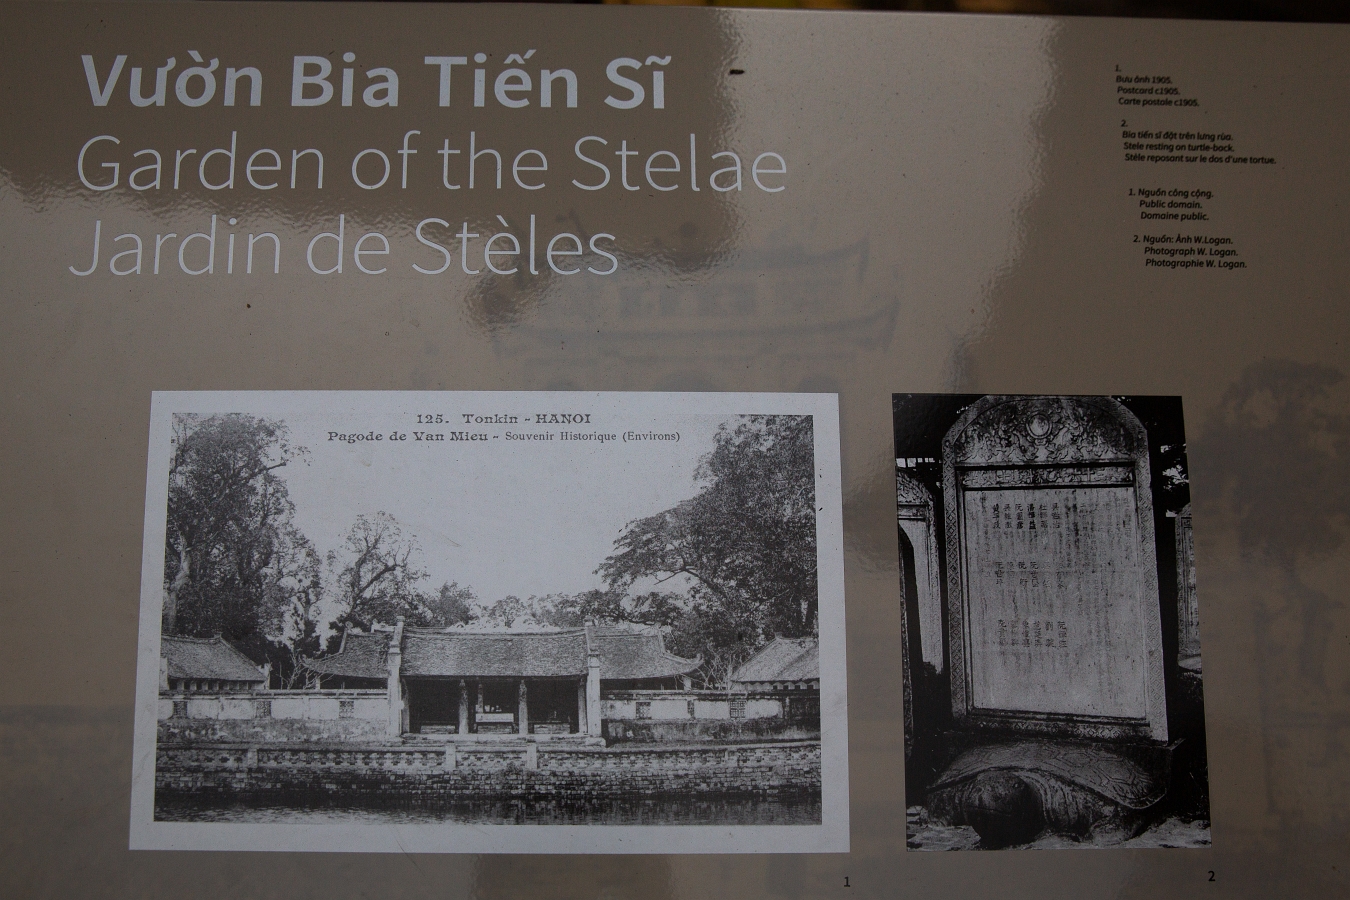 Vườn Bia Tiến Sĩ
Garden of the Stelae
Jardin de Stèles
1.
Bưu ảnh 1905.
Postcard c1905.
Carte postale c1905.
2.
Bia tiến sĩ đặt trên lưng rùa.
Stele resting on turtle-back.
Stèle reposant sur le dos d'une tortue.
1. Nguồn công cộng.
Public domain.
Domaine public.
2. Nguồn: Ảnh W.Logan.
Photograph W. Logan.
Photographie W. Logan.
125. Tonkin - HANOI
Pagode de Van Mieu - Souvenir Historique (Environs)
1
2